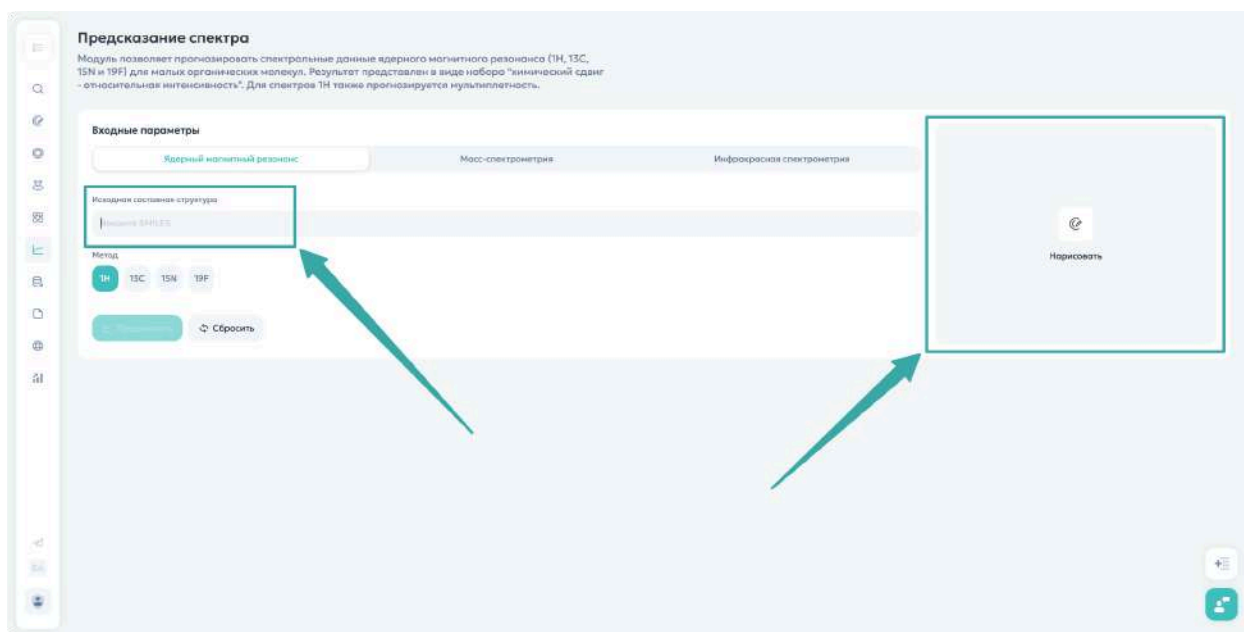 Предсказание спектра
Модуль позволяет прогнозировать спектральные данные ядерного магнитного резонанса (1H, 13C,
15N и 19F) для малых органических молекул. Результат представлен в виде набора "химический сдвиг
- относительная интенсивность". Для спектров 1H также прогнозируется мультиплетность.
Входные параметры
Ядерный магнитный резонанс
Масс-спектрометрия
Инфракрасная спектрометрия
Исходная составная структура
Введите SMILES
Нарисовать
Метод
1H 13C 15N 19F
Сбросить